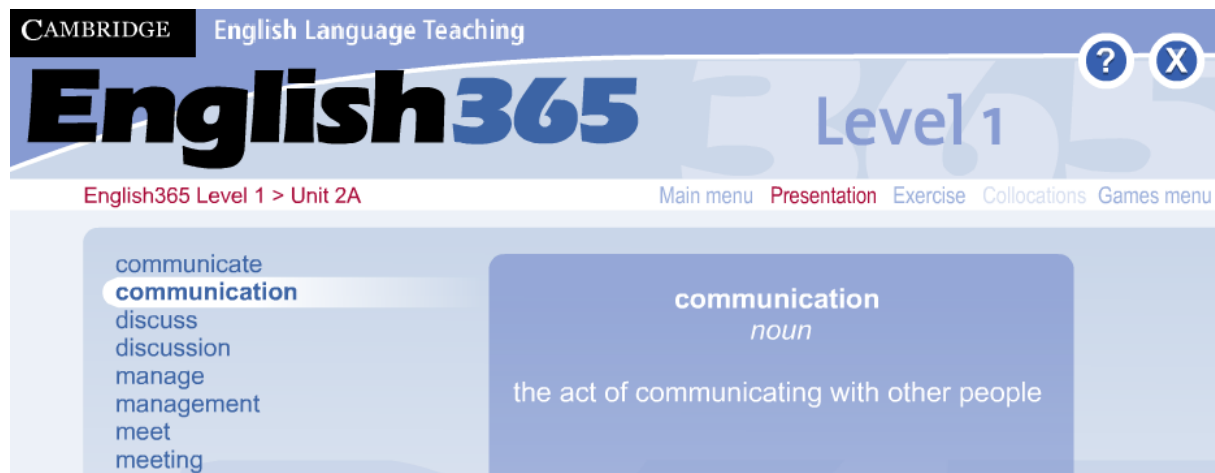 CAMBRIDGE English Language Teaching
? X
English365 Level 1
English365 Level 1 > Unit 2A Main menu Presentation Exercise Collocations Games menu
communicate
communication
discuss
discussion
manage
management
meet
meeting
communication
noun
the act of communicating with other people